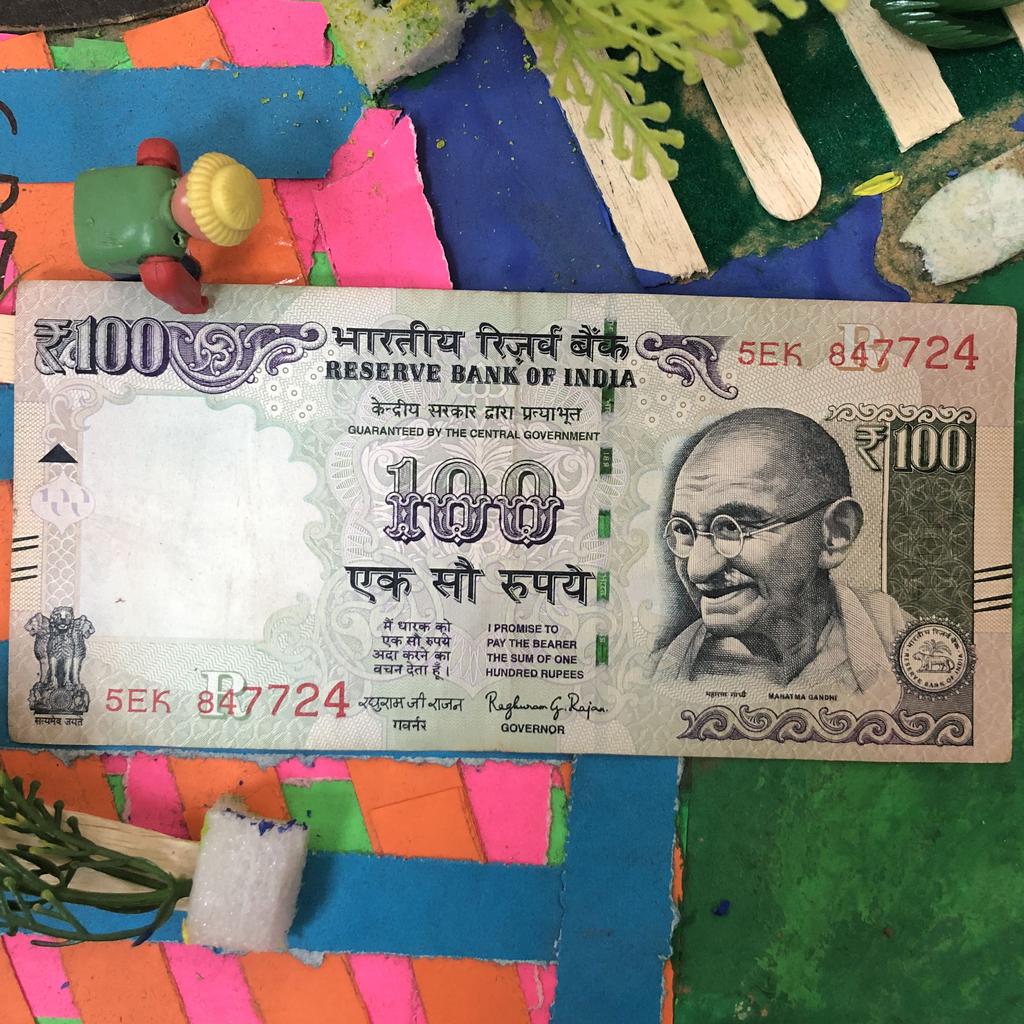 ₹100
भारतीय रिज़र्व बैंक
RESERVE BANK OF INDIA
5EK 847724
केन्द्रीय सरकार द्वारा प्रत्याभूत
GUARANTEED BY THE CENTRAL GOVERNMENT
₹100
100
एक सौ रुपये
मैं धारक को
एक सौ रुपये
अदा करने का
वचन देता हूँ।
I PROMISE TO
PAY THE BEARER
THE SUM OF ONE
HUNDRED RUPEES
5EK 847724
रघुराम जी राजन
गवर्नर
Raghuram G. Rajan.
GOVERNOR
सत्यमेव जयते
महात्मा गांधी
MAHATMA GANDHI
भारतीय रिज़र्व बैंक
RESERVE BANK OF INDIA